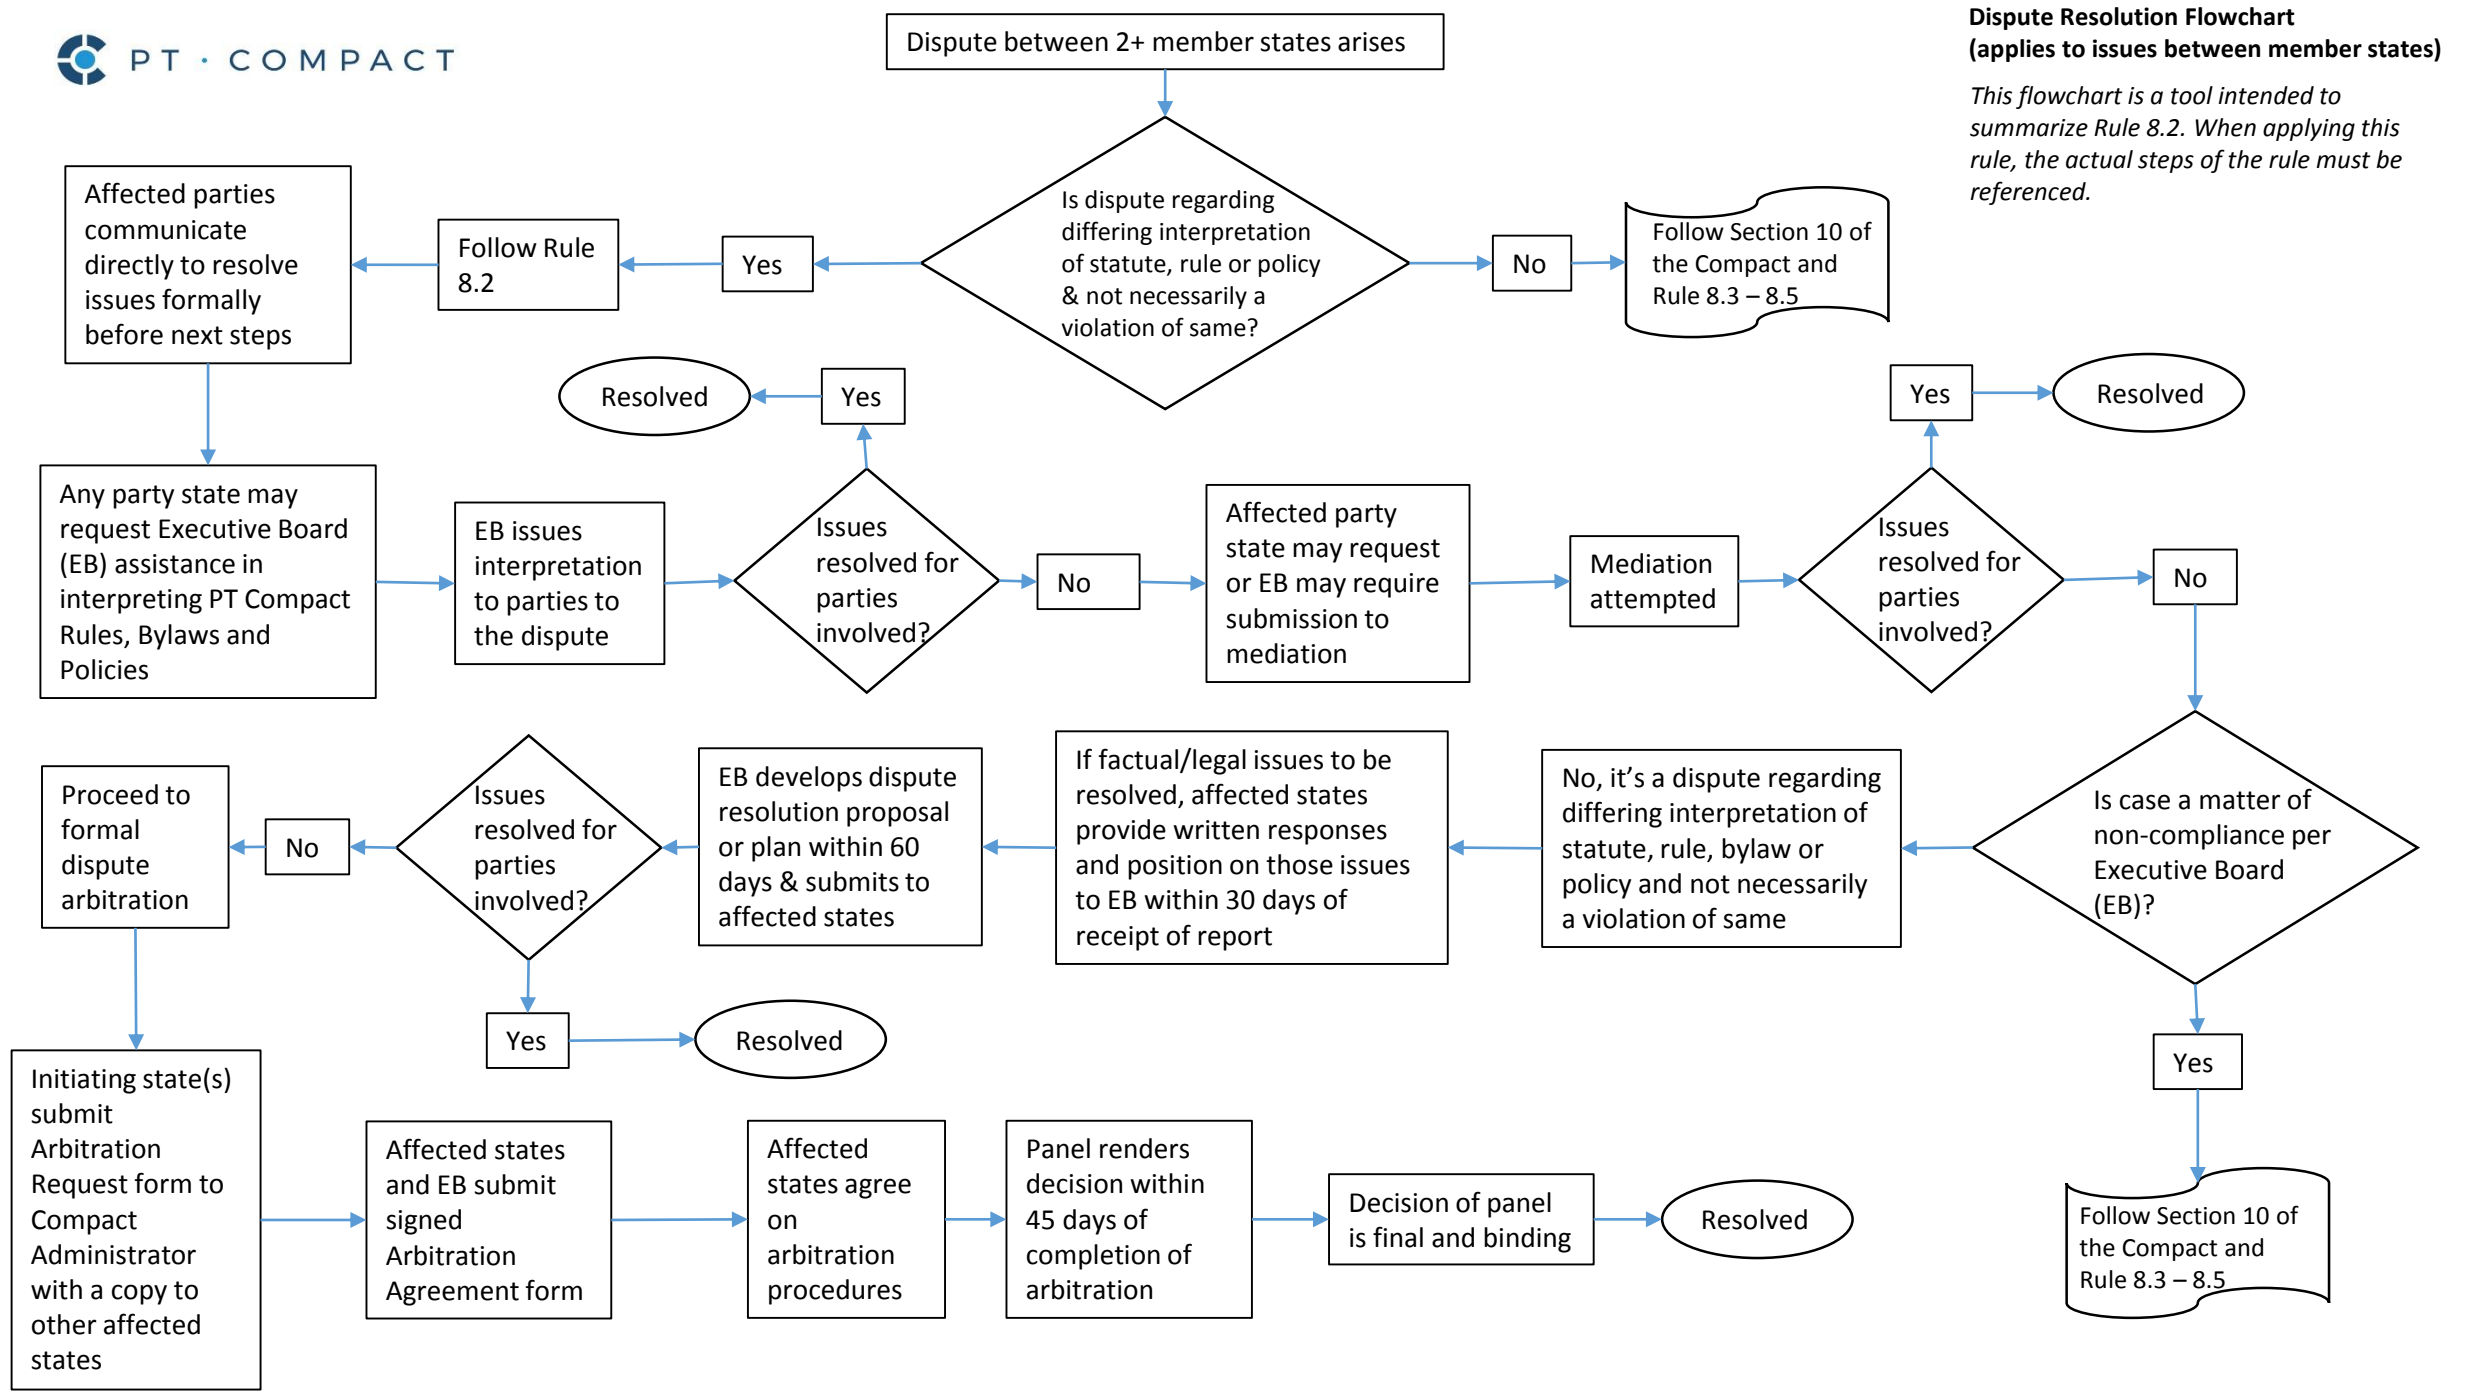 PT · COMPACT
Dispute between 2+ member states arises
Dispute Resolution Flowchart
(applies to issues between member states)
This flowchart is a tool intended to
summarize Rule 8.2. When applying this
rule, the actual steps of the rule must be
referenced.
Is dispute regarding
differing interpretation
of statute, rule or policy
& not necessarily a
violation of same?
Yes
Follow Rule
8.2
Affected parties
communicate
directly to resolve
issues formally
before next steps
No
Follow Section 10 of
the Compact and
Rule 8.3 – 8.5
Any party state may
request Executive Board
(EB) assistance in
interpreting PT Compact
Rules, Bylaws and
Policies
EB issues
interpretation
to parties to
the dispute
Issues
resolved for
parties
involved?
Yes
Resolved
No
Affected party
state may request
or EB may require
submission to
mediation
Mediation
attempted
Issues
resolved for
parties
involved?
Yes
Resolved
No
Is case a matter of
non-compliance per
Executive Board
(EB)?
Yes
Follow Section 10 of
the Compact and
Rule 8.3 – 8.5
No, it’s a dispute regarding
differing interpretation of
statute, rule, bylaw or
policy and not necessarily
a violation of same
If factual/legal issues to be
resolved, affected states
provide written responses
and position on those issues
to EB within 30 days of
receipt of report
EB develops dispute
resolution proposal
or plan within 60
days & submits to
affected states
Issues
resolved for
parties
involved?
Yes
Resolved
No
Proceed to
formal
dispute
arbitration
Initiating state(s)
submit
Arbitration
Request form to
Compact
Administrator
with a copy to
other affected
states
Affected states
and EB submit
signed
Arbitration
Agreement form
Affected
states agree
on
arbitration
procedures
Panel renders
decision within
45 days of
completion of
arbitration
Decision of panel
is final and binding
Resolved